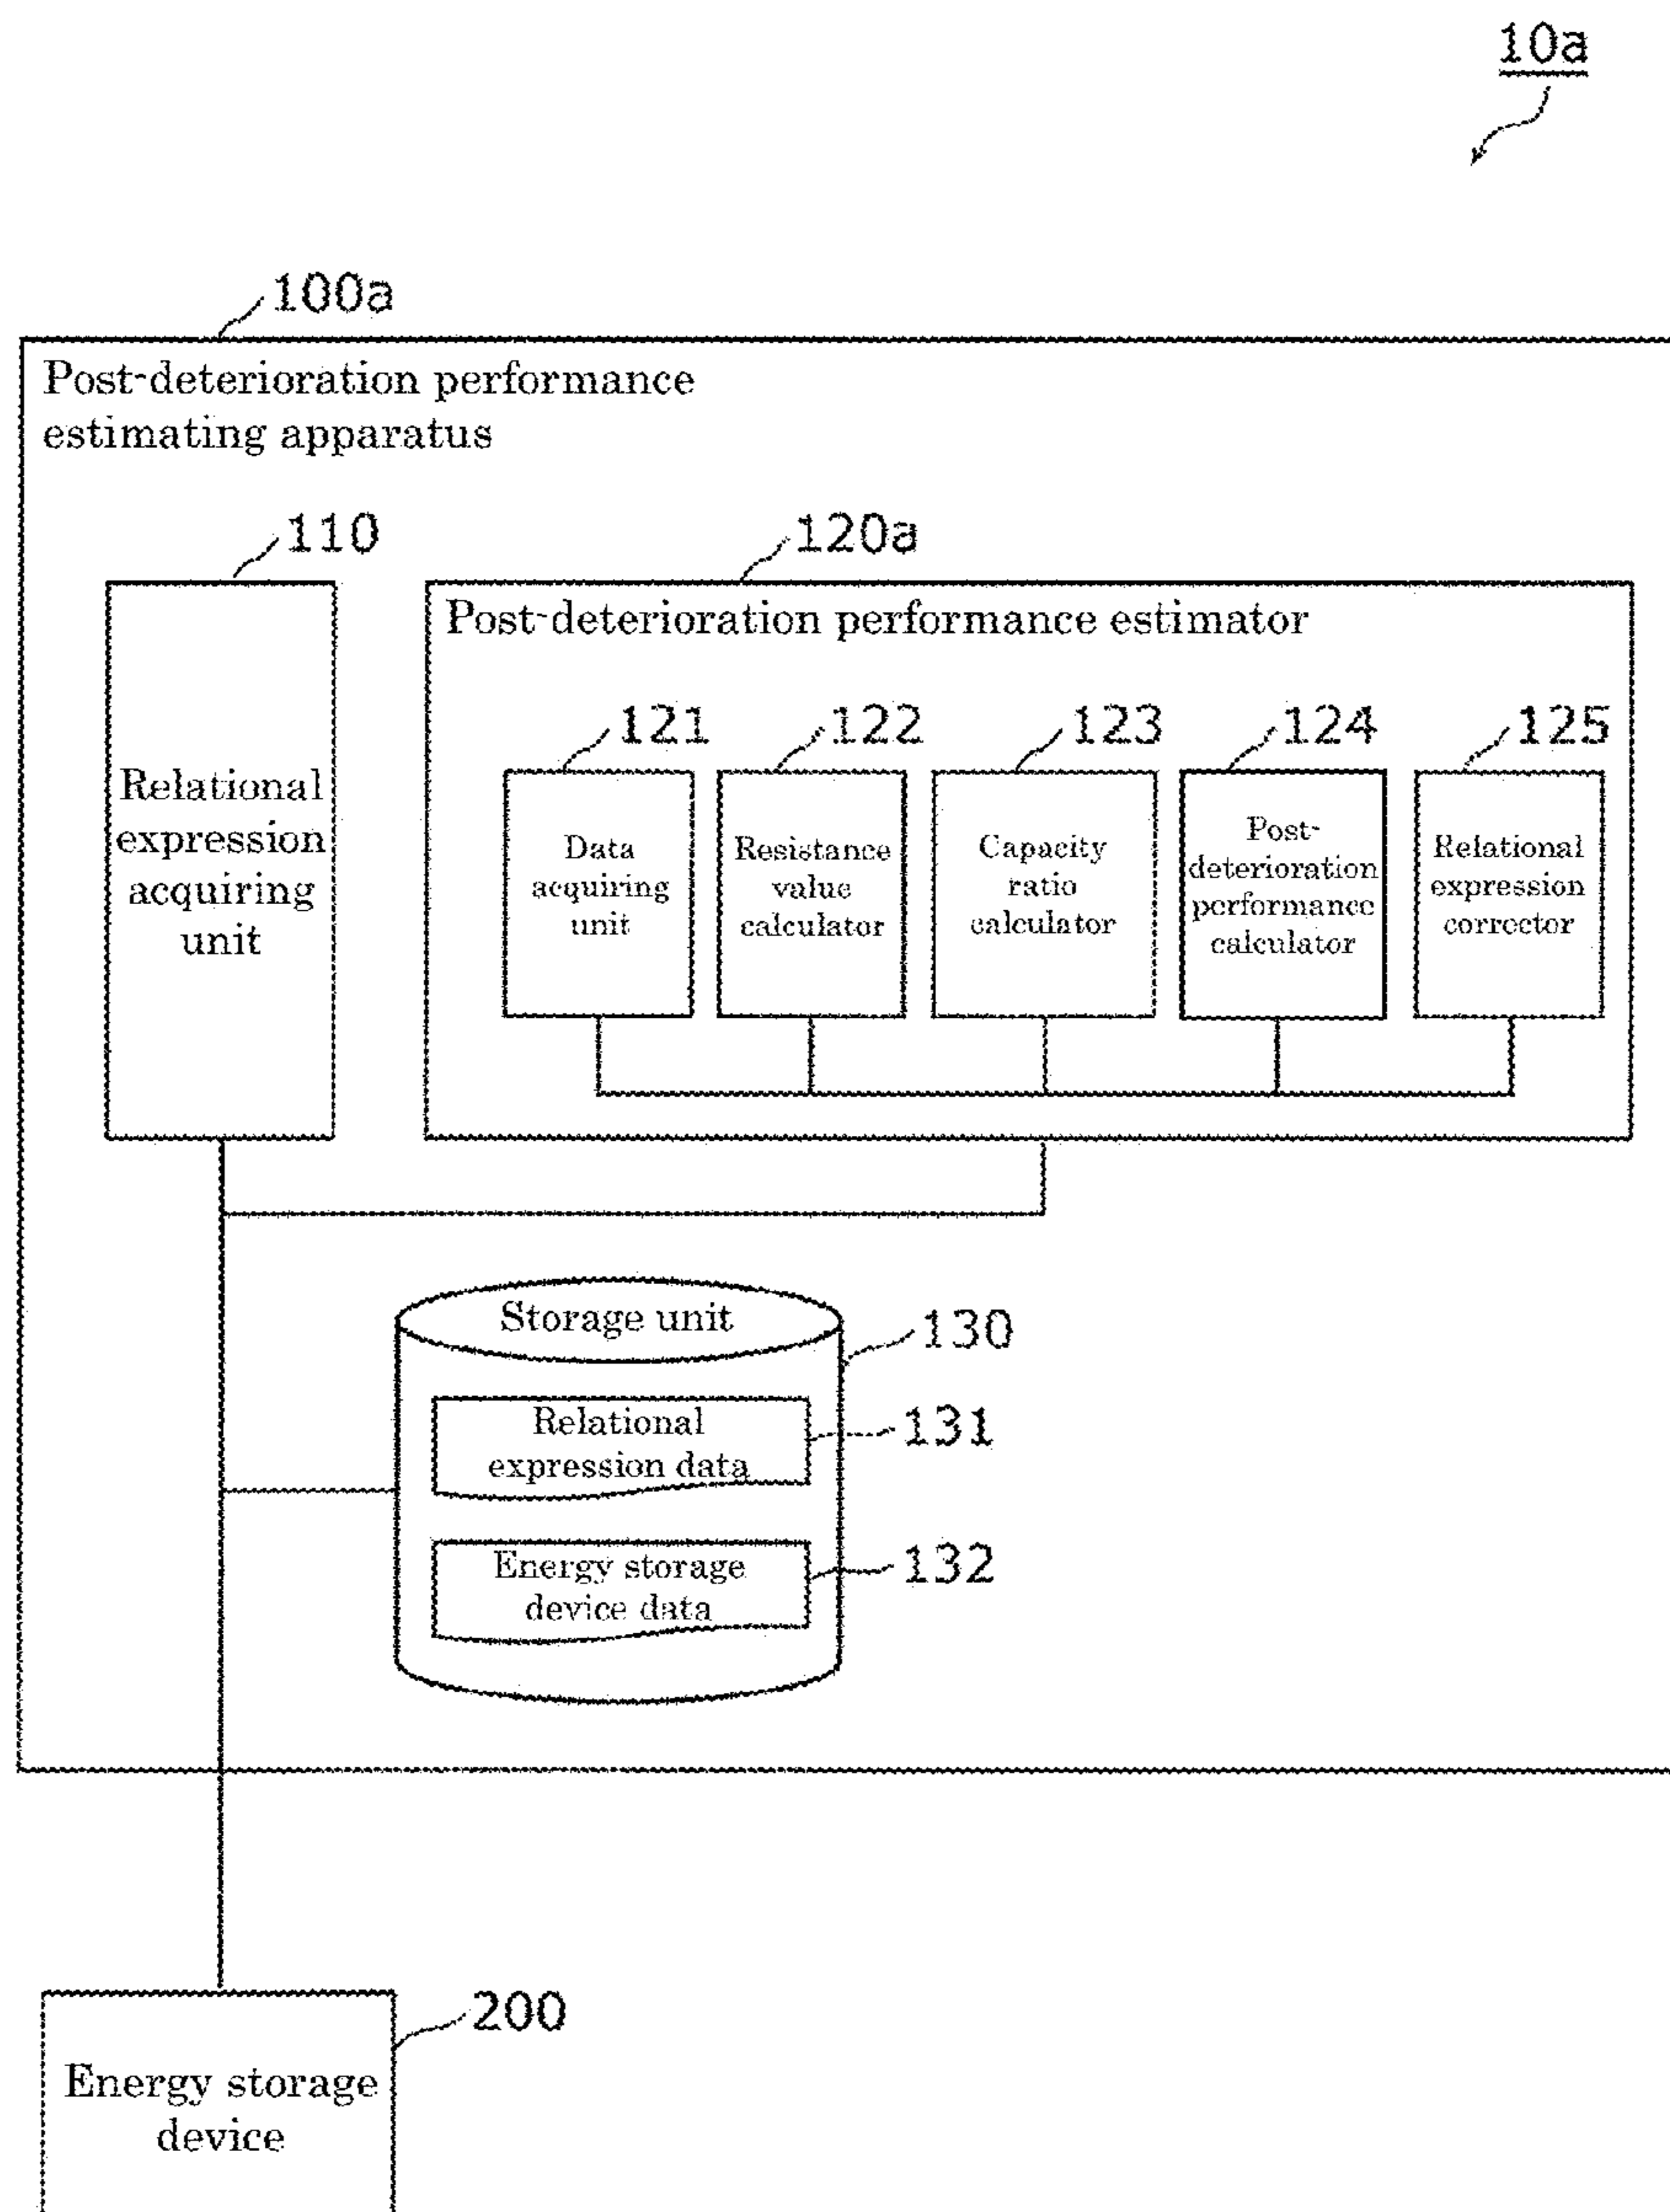 10a
100a
Post-deterioration performance
estimating apparatus
110
Relational
expression
acquiring
unit
120a
Post-deterioration performance estimator
121
Data
acquiring
unit
122
Resistance
value
calculator
123
Capacity
ratio
calculator
124
Post-
deterioration
performance
calculator
125
Relational
expression
corrector
Storage unit
130
Relational
expression data
131
Energy storage
device data
132
200
Energy storage
device